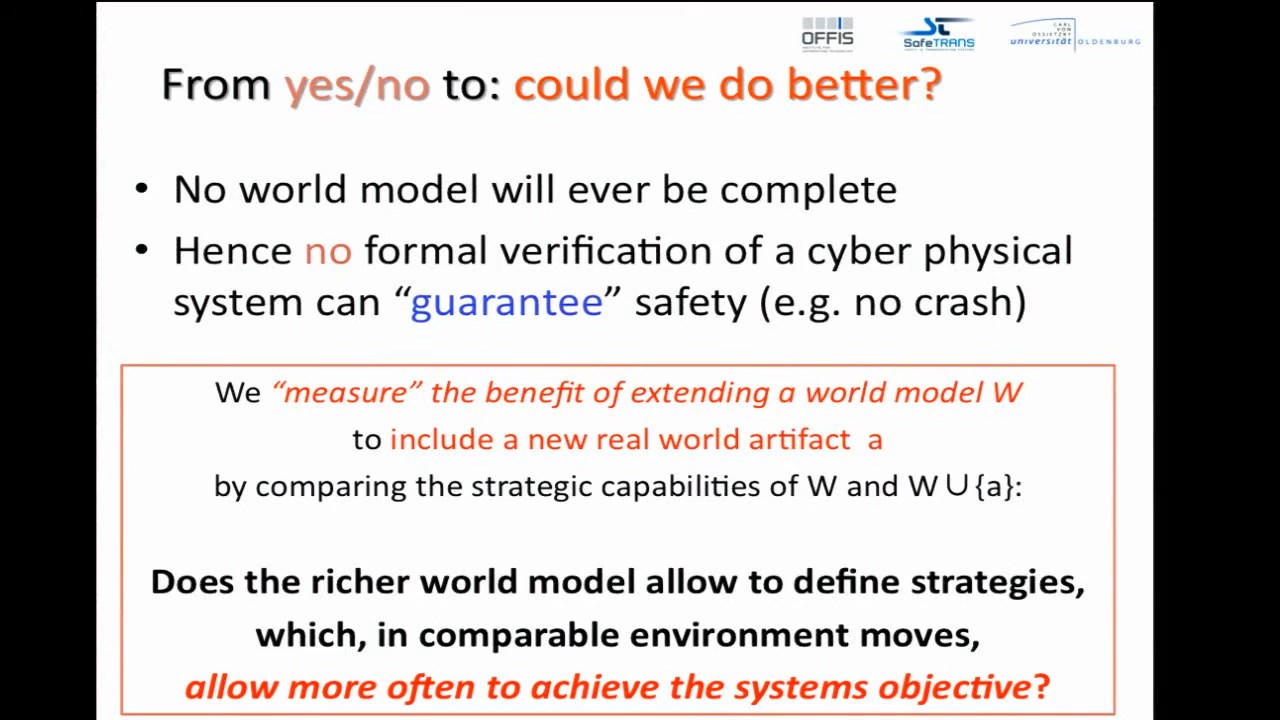 OFFIS
SafeTRANS
CARL
VON
OSSIETZKY
universität OLDENBURG
From yes/no to: could we do better?
• No world model will ever be complete
• Hence no formal verification of a cyber physical
system can “guarantee” safety (e.g. no crash)
We “measure” the benefit of extending a world model W
to include a new real world artifact a
by comparing the strategic capabilities of W and W ∪ {a}:
Does the richer world model allow to define strategies,
which, in comparable environment moves,
allow more often to achieve the systems objective?